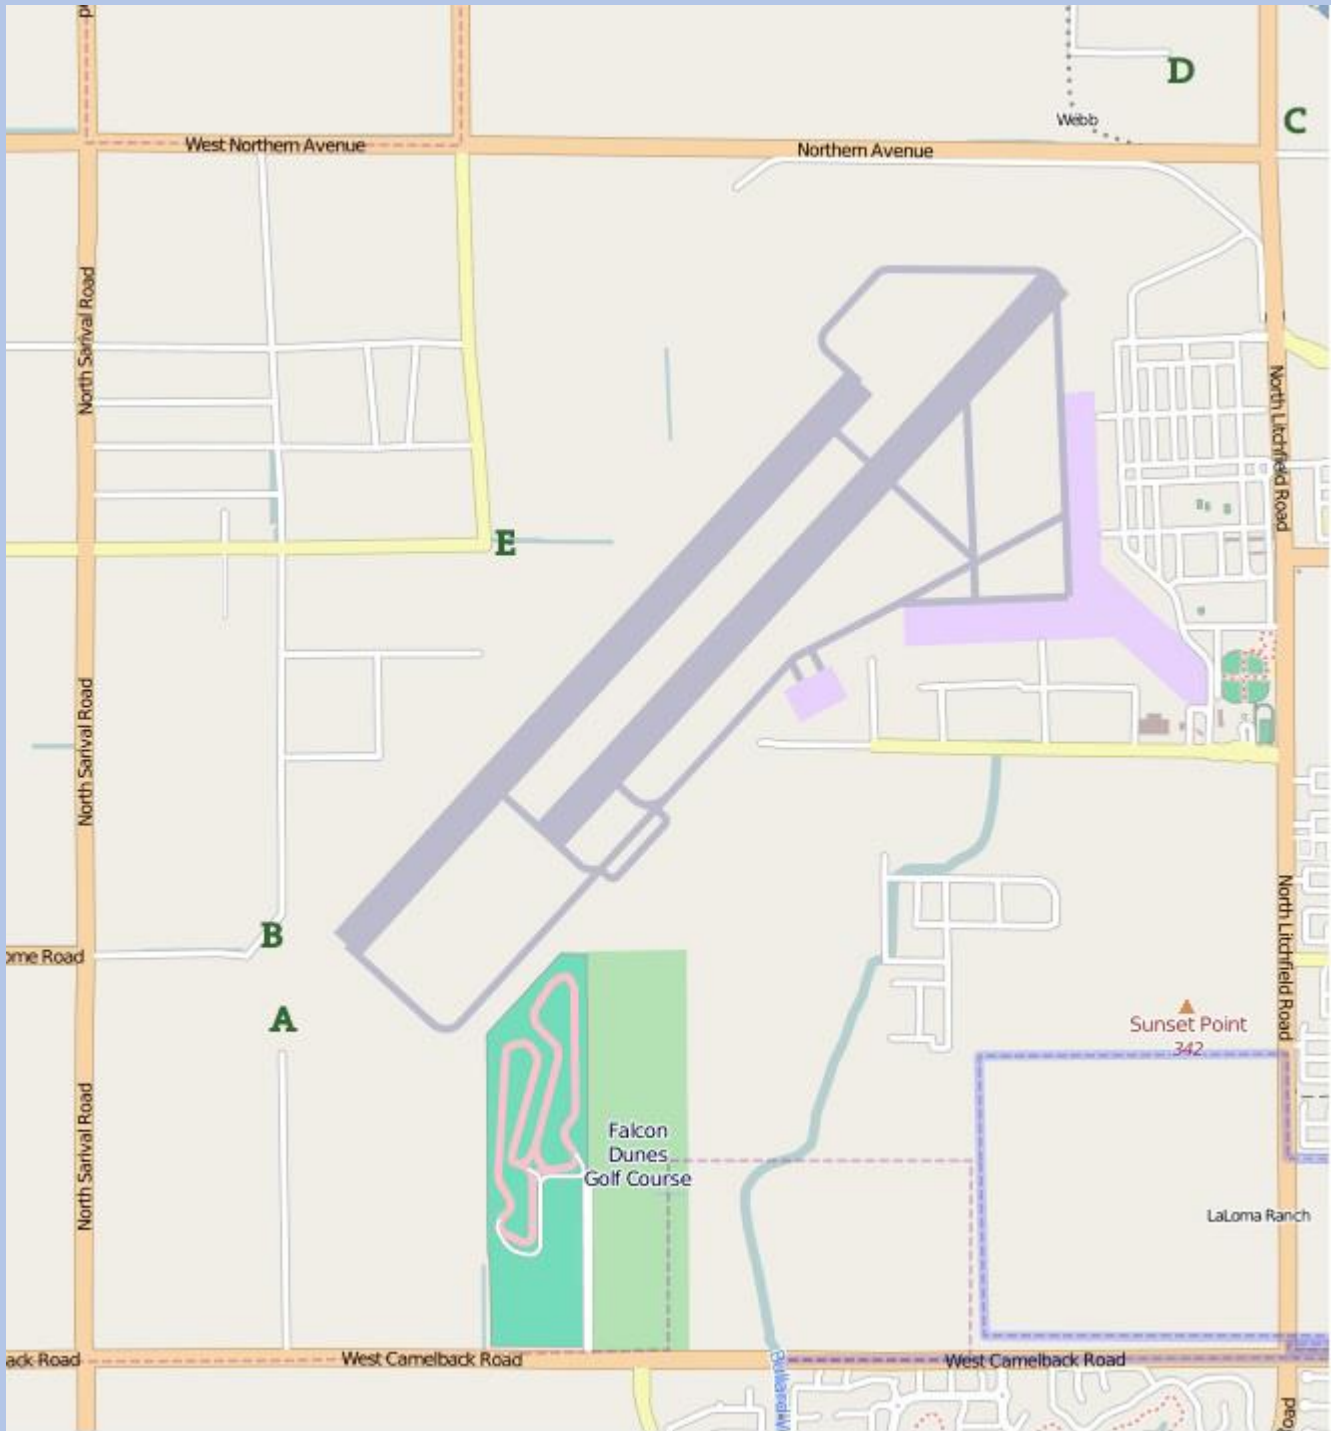 D
C
Webb
West Northern Avenue
Northern Avenue
North Sarival Road
North Litchfield Road
E
North Sarival Road
B
ome Road
North Litchfield Road
A
Sunset Point
342
North Sarival Road
Falcon
Dunes
Golf Course
LaLoma Ranch
ack Road
West Camelback Road
West Camelback Road
oad